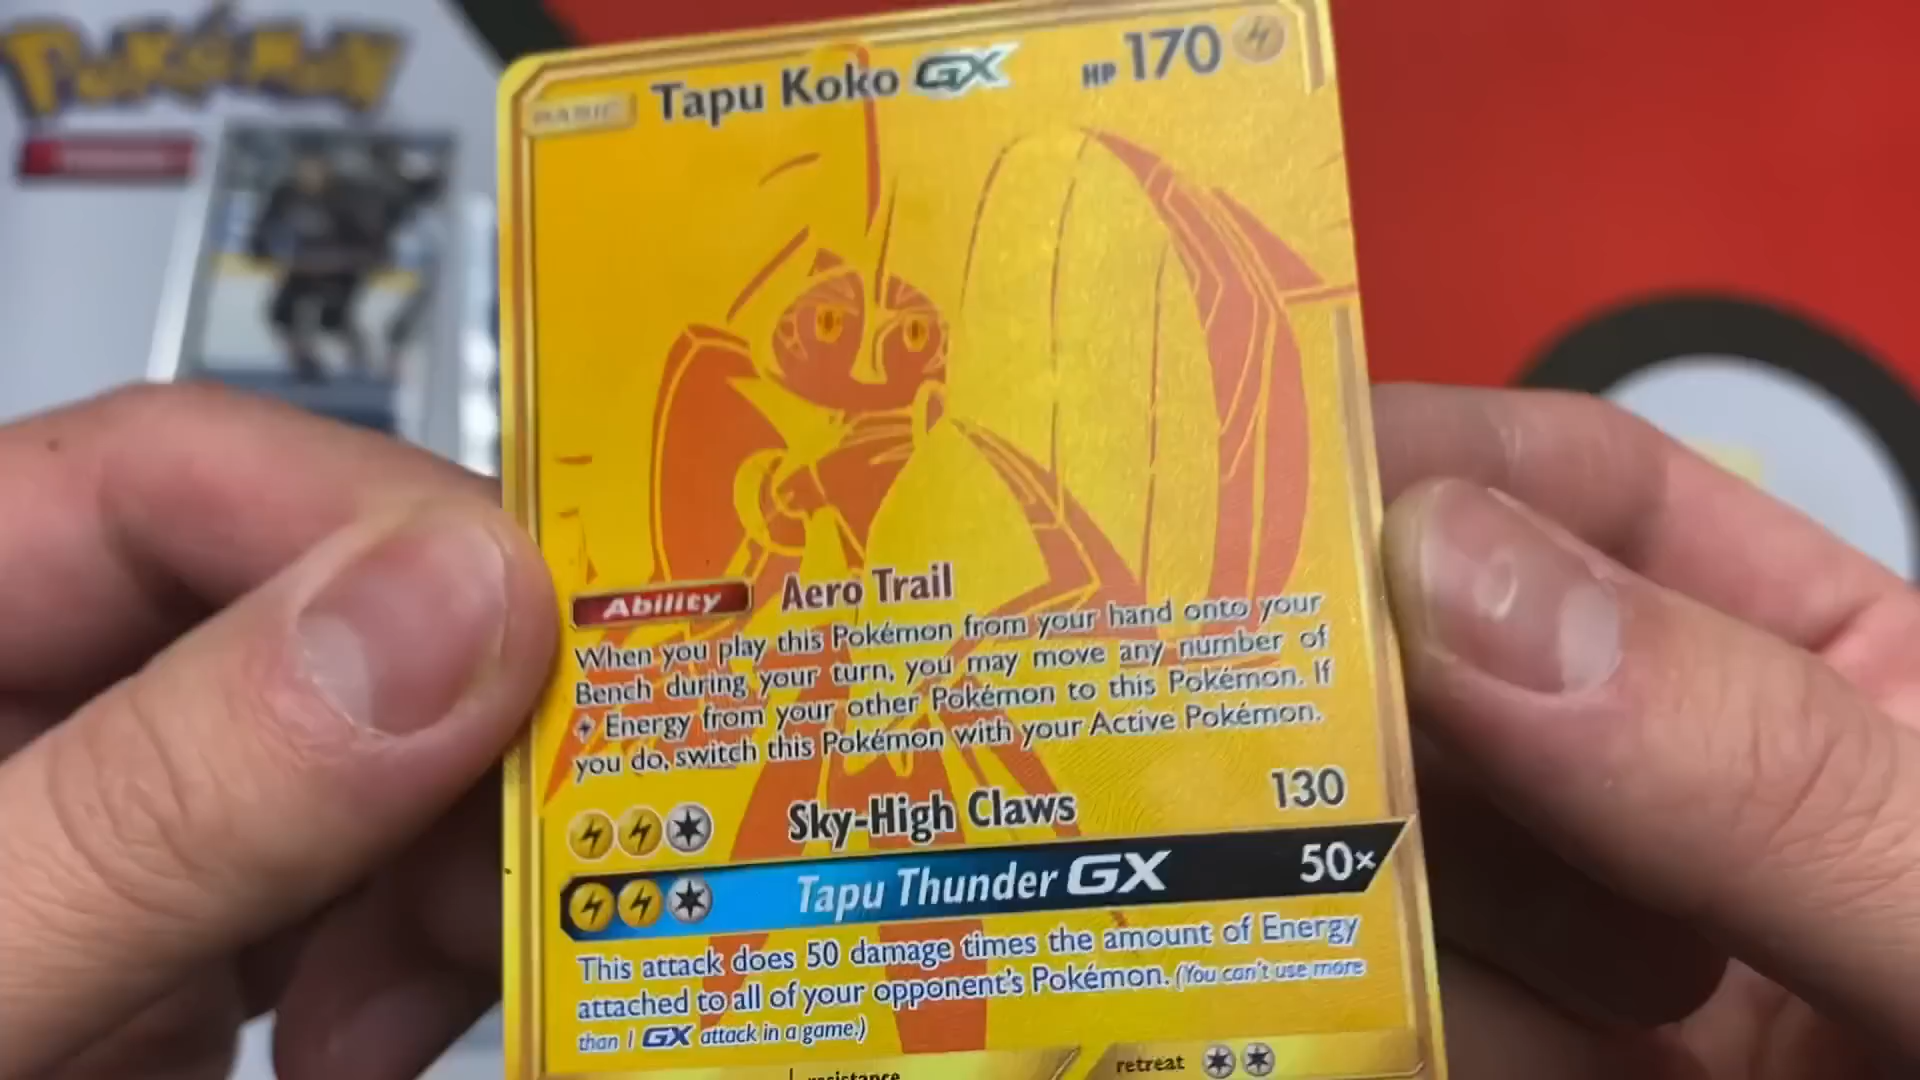 Pokémon
BASIC
Tapu Koko GX HP 170
Ability Aero Trail
When you play this Pokémon from your hand onto your
Bench during your turn, you may move any number of
Energy from your other Pokémon to this Pokémon. If
you do, switch this Pokémon with your Active Pokémon.
Sky-High Claws 130
Tapu Thunder GX 50×
This attack does 50 damage times the amount of Energy
attached to all of your opponent's Pokémon. (You can't use more
than 1 GX attack in a game.)
resistance
retreat